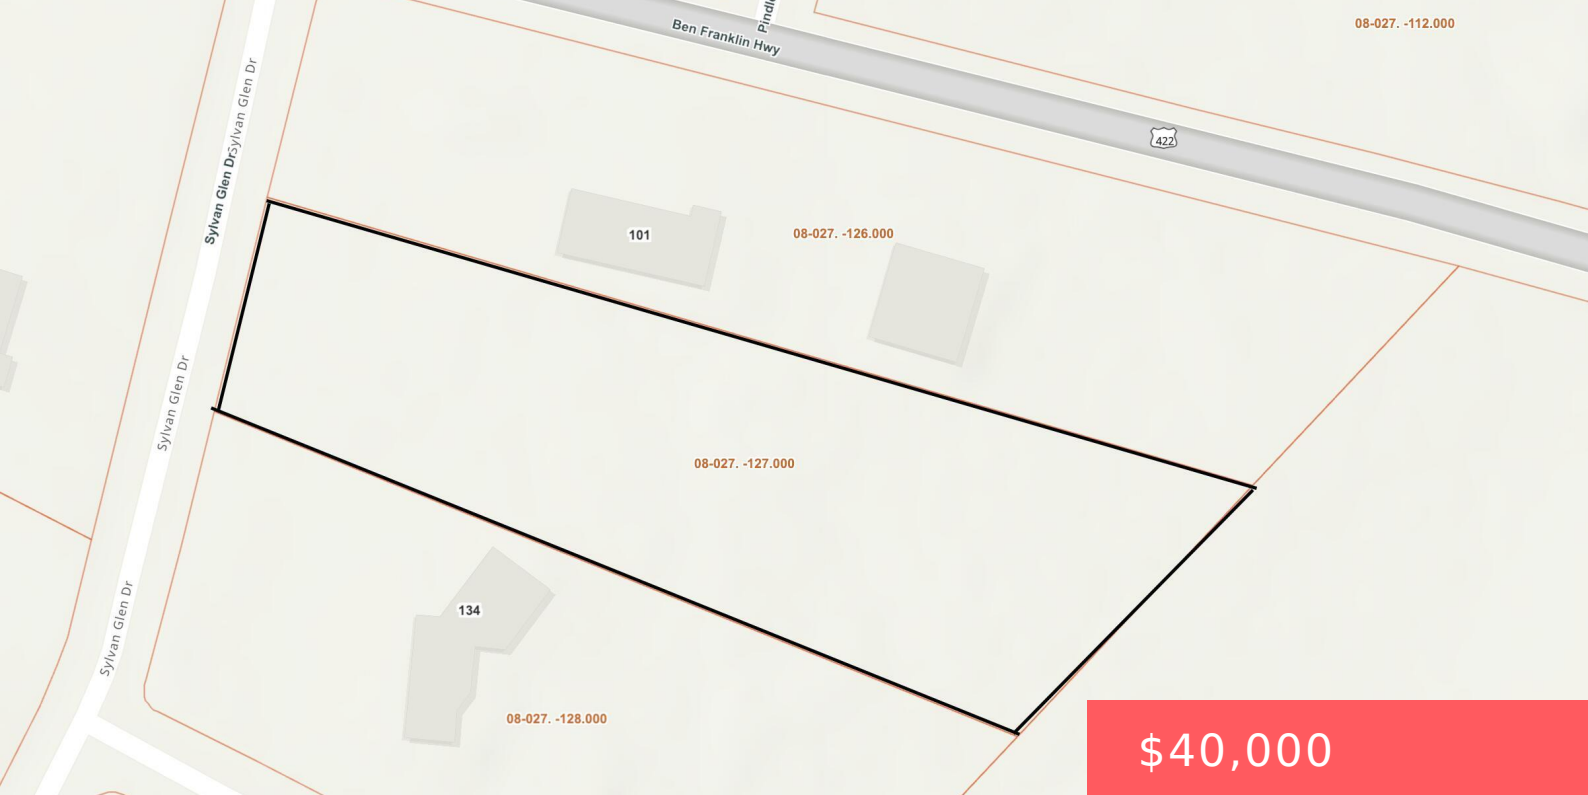 08-027. -112.000
Ben Franklin Hwy
422
Sylvan Glen Dr
Sylvan Glen Dr
101
08-027. -126.000
Sylvan Glen Dr
08-027. -127.000
134
Sylvan Glen Dr
08-027. -128.000
$40,000